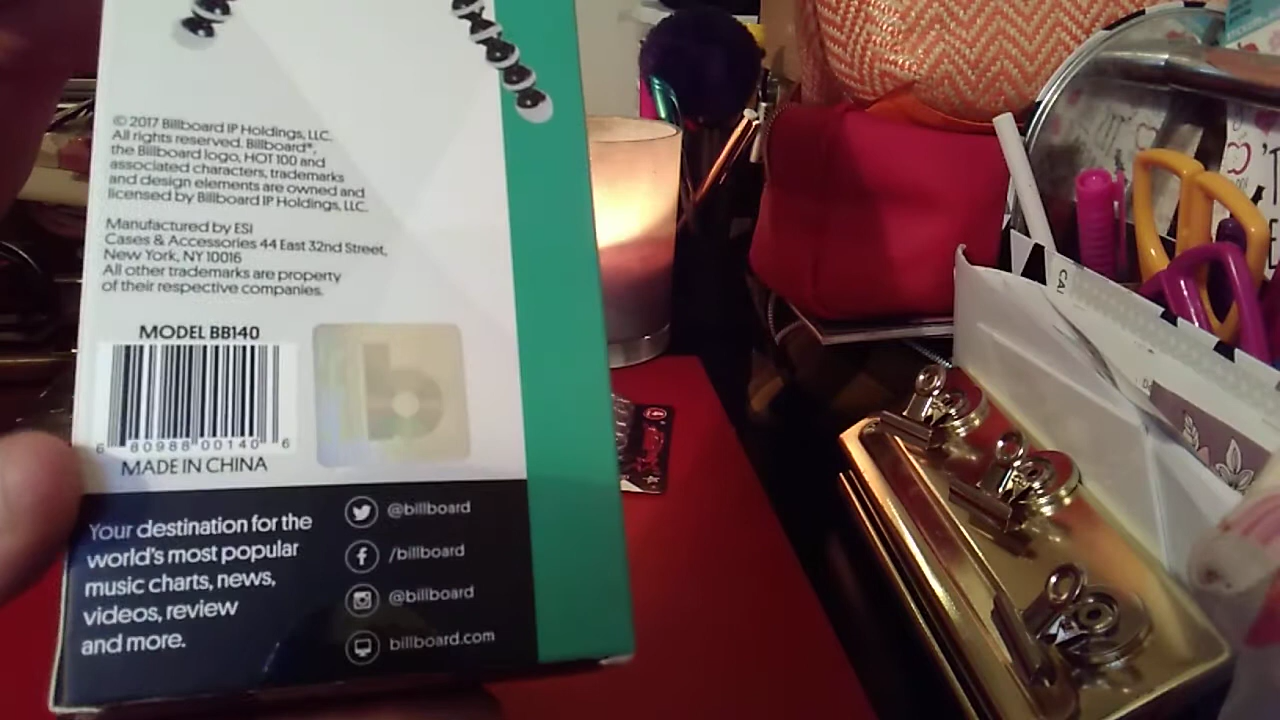 © 2017 Billboard IP Holdings, LLC.
All rights reserved. Billboard®,
the Billboard logo, HOT 100 and
associated characters, trademarks
and design elements are owned and
licensed by Billboard IP Holdings, LLC.
Manufactured by ESI
Cases & Accessories 44 East 32nd Street,
New York, NY 10016
All other trademarks are property
of their respective companies.
MODEL BB140
6 80988 00140 6
MADE IN CHINA
b
Your destination for the
world's most popular
music charts, news,
videos, review
and more.
@billboard
/billboard
@billboard
billboard.com
CAL